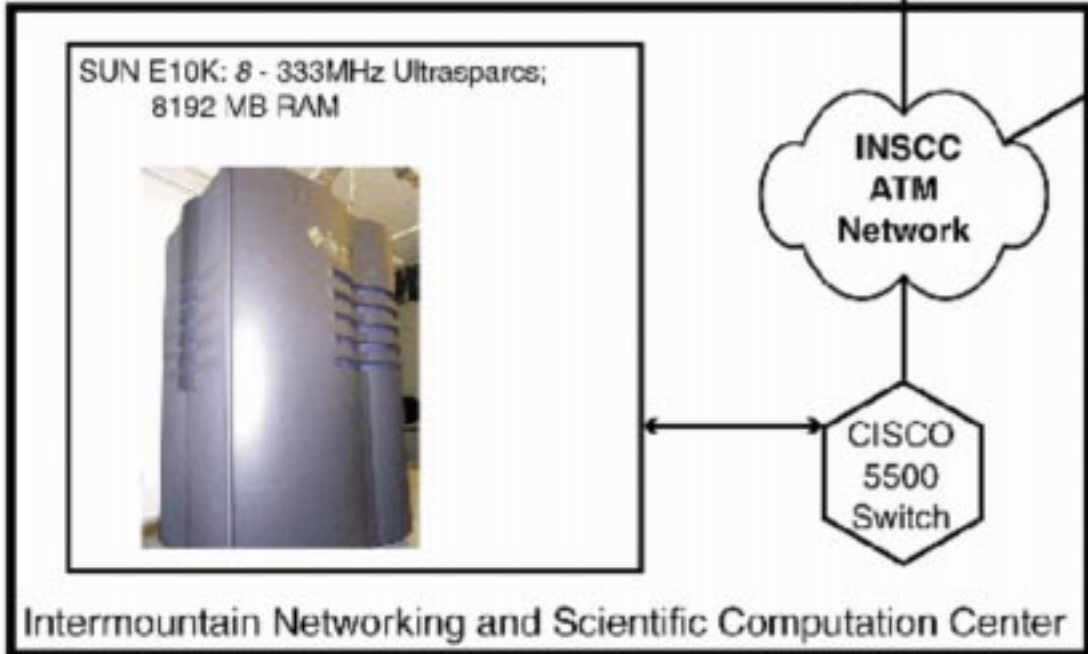 SUN E10K: 8 - 333MHz Ultrasparcs;
8192 MB RAM
INSCC
ATM
Network
CISCO
5500
Switch
Intermountain Networking and Scientific Computation Center